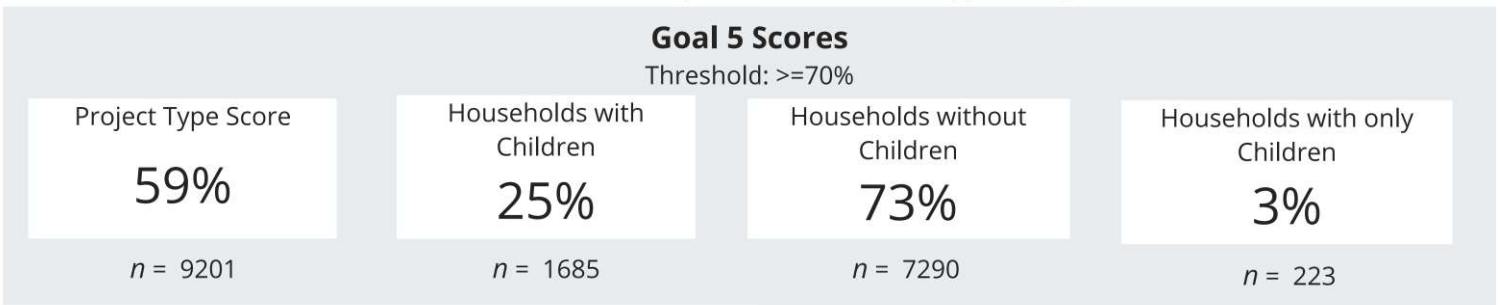 Goal 5 Scores
Threshold: >=70%
Project Type Score
59%
n = 9201
Households with
Children
25%
n = 1685
Households without
Children
73%
n = 7290
Households with only
Children
3%
n = 223